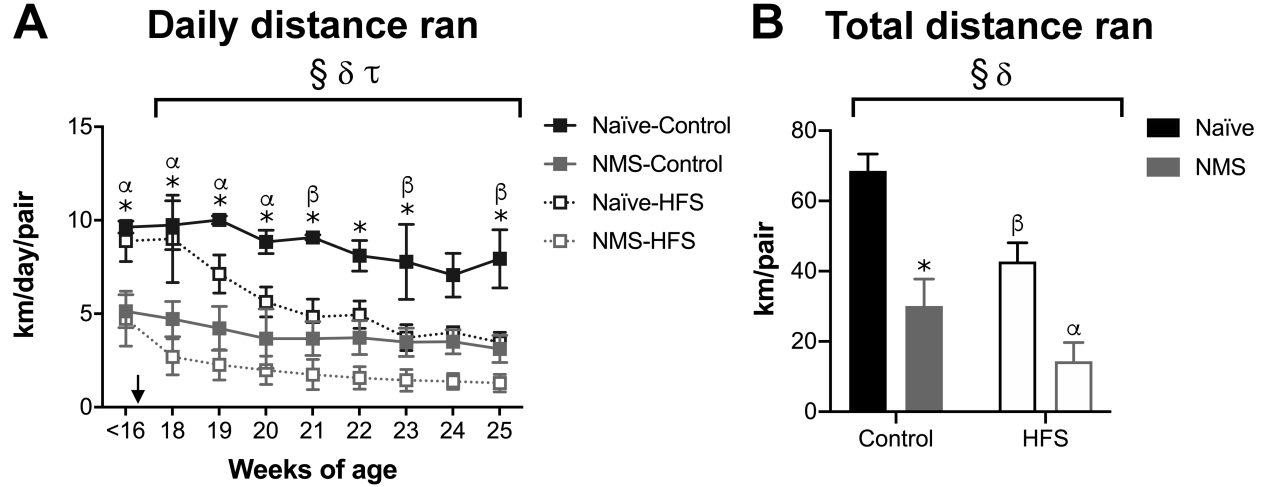 A
Daily distance ran
§ δ τ
15
10
5
0
km/day/pair
α
*
α
*
α
*
α
*
β
*
*
β
*
β
*
<16 18 19 20 21 22 23 24 25
Weeks of age
Naïve-Control
NMS-Control
Naïve-HFS
NMS-HFS
B
Total distance ran
§ δ
80
60
40
20
0
km/pair
*
β
α
Control HFS
Naïve
NMS